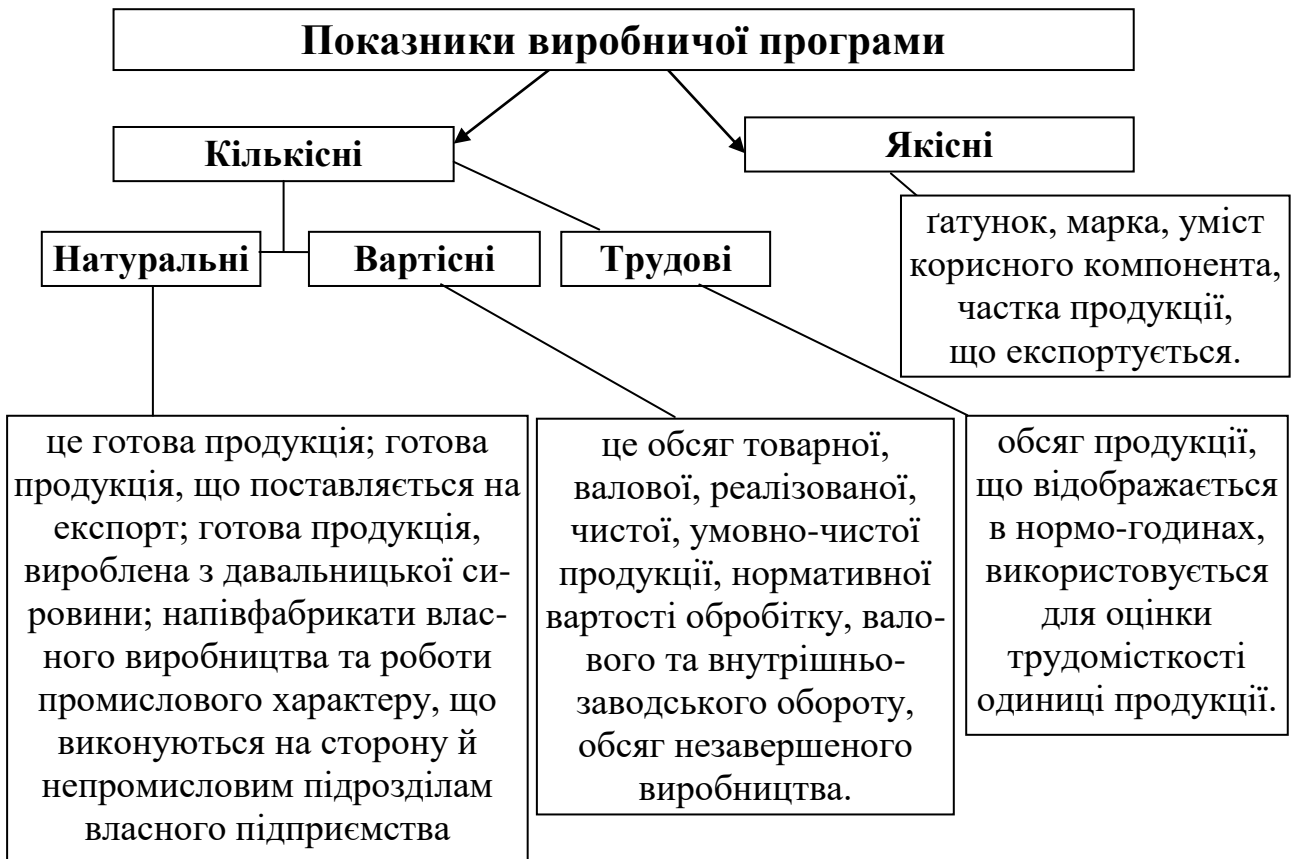 Показники виробничої програми
Кількісні
Якісні
Натуральні
Вартісні
Трудові
ґатунок, марка, уміст
корисного компонента,
частка продукції,
що експортується.
це готова продукція; готова
продукція, що поставляється на
експорт; готова продукція,
вироблена з давальницької си-
ровини; напівфабрикати влас-
ного виробництва та роботи
промислового характеру, що
виконуються на сторону й
непромисловим підрозділам
власного підприємства
це обсяг товарної,
валової, реалізованої,
чистої, умовно-чистої
продукції, нормативної
вартості обробітку, вало-
вого та внутрішньо-
заводського обороту,
обсяг незавершеного
виробництва.
обсяг продукції,
що відображається
в нормо-годинах,
використовується
для оцінки
трудомісткості
одиниці продукції.